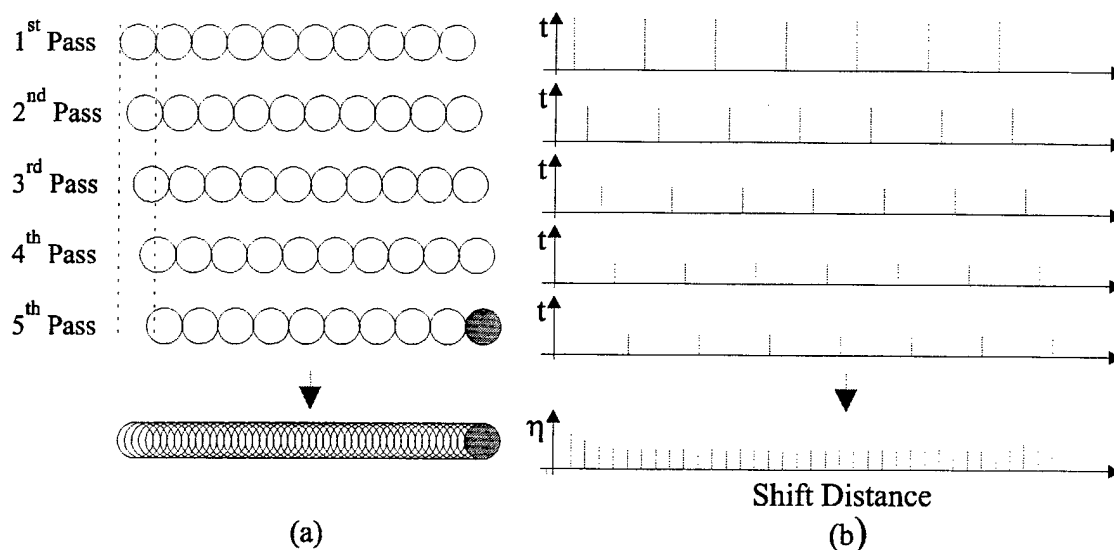 1st Pass
2nd Pass
3rd Pass
4th Pass
5th Pass
t
t
t
t
t
η
Shift Distance
(a)
(b)